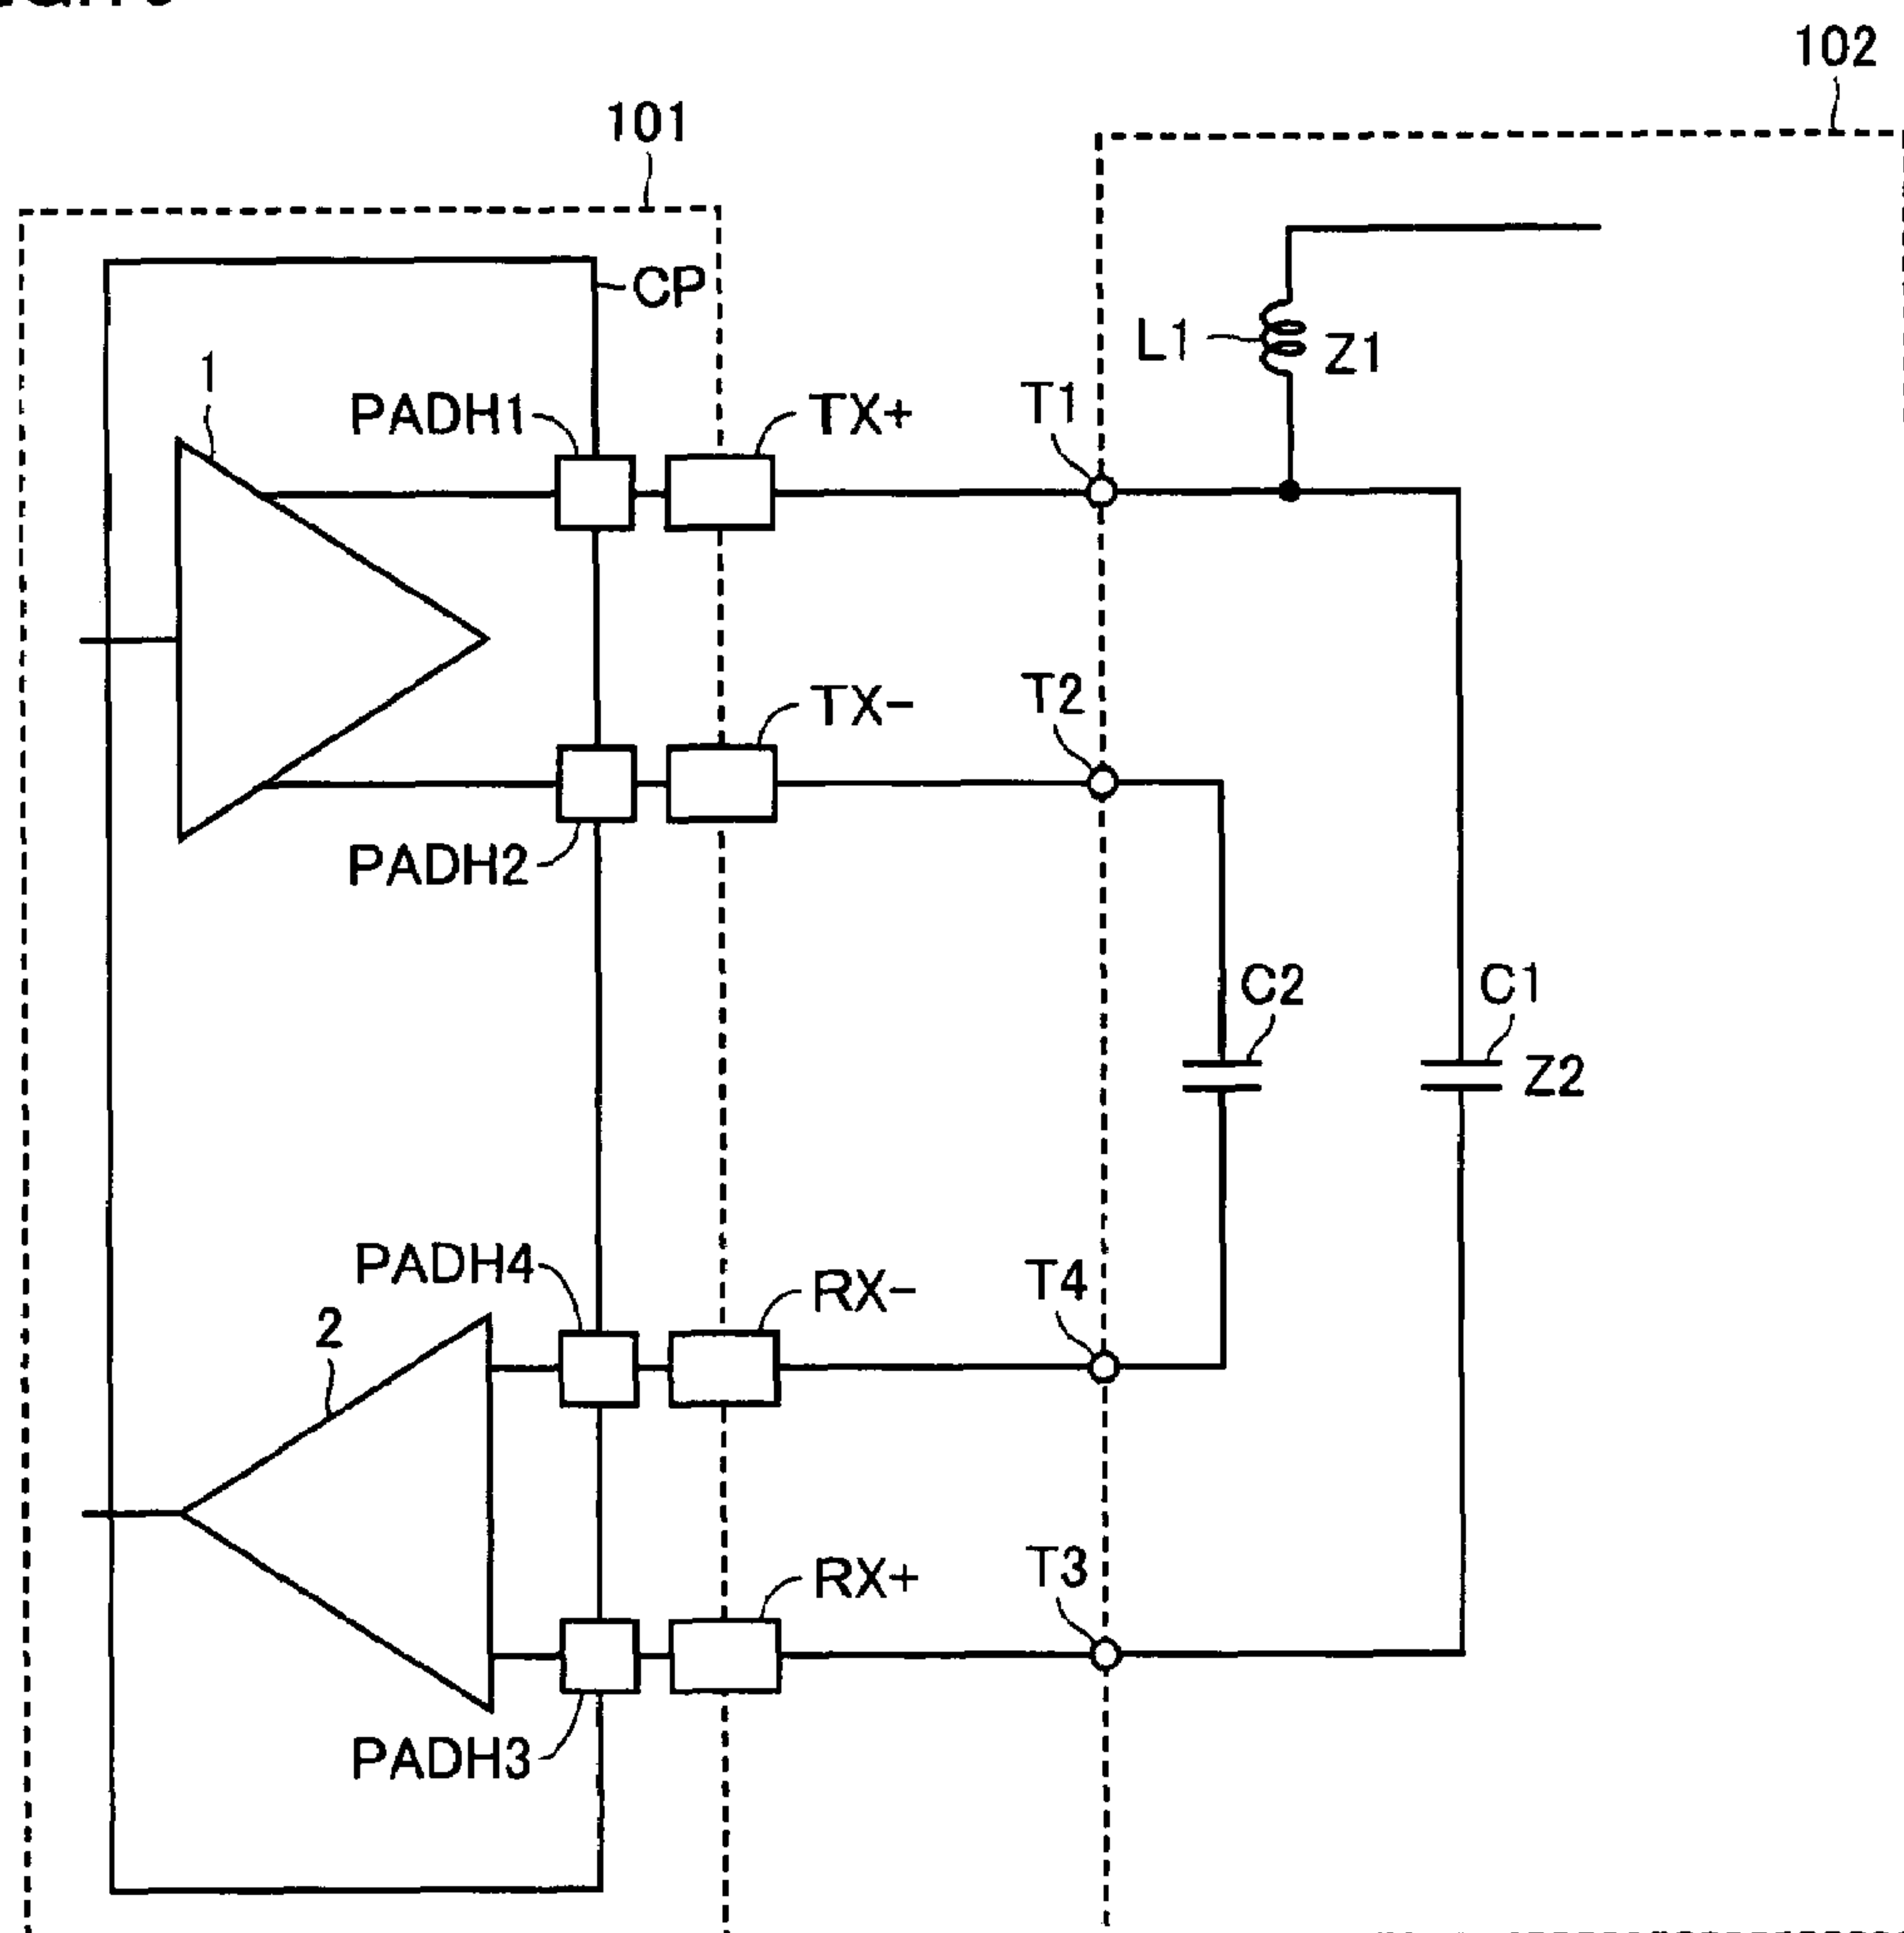 102
101
CP
L1
Z1
1
PADH1
TX+
T1
TX-
T2
PADH2
C2
C1
Z2
PADH4
RX-
T4
2
RX+
T3
PADH3